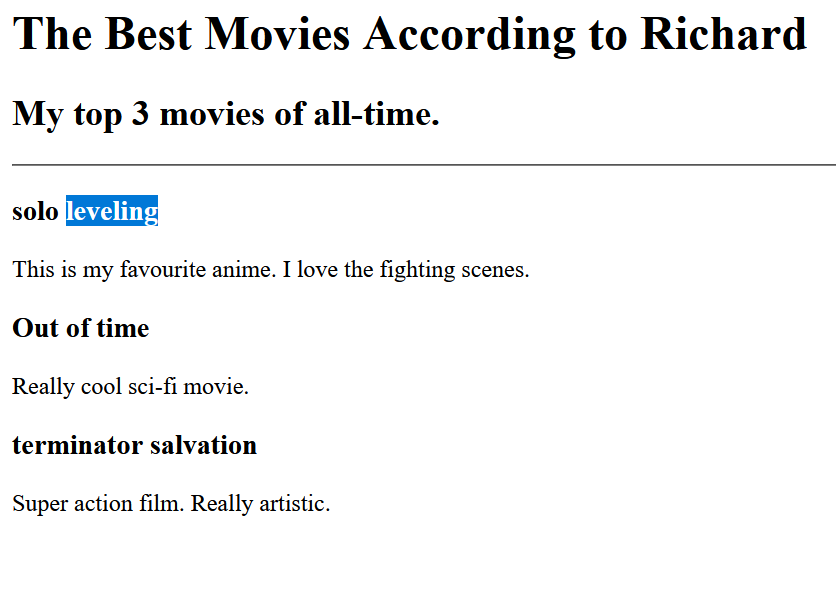 The Best Movies According to Richard
My top 3 movies of all-time.
solo leveling
This is my favourite anime. I love the fighting scenes.
Out of time
Really cool sci-fi movie.
terminator salvation
Super action film. Really artistic.